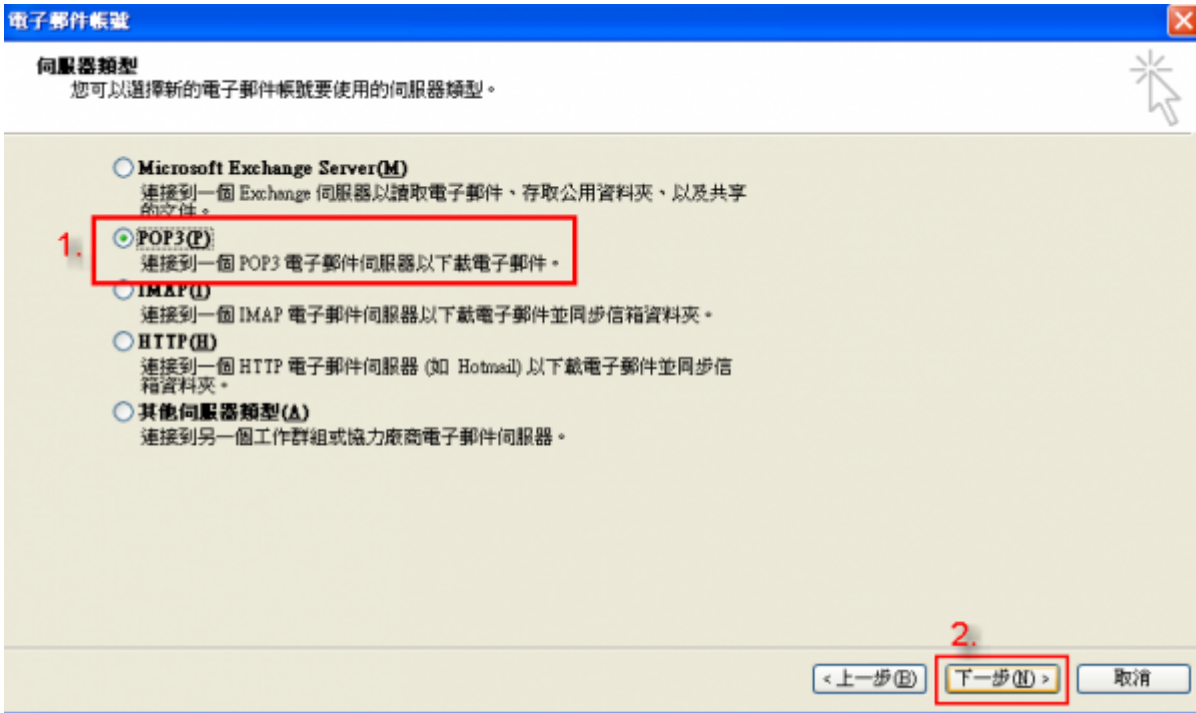 電子郵件帳號
伺服器類型
您可以選擇新的電子郵件帳號要使用的伺服器類型。
Microsoft Exchange Server(M)
連接到一個 Exchange 伺服器以讀取電子郵件、存取公用資料夾、以及共享
的文件。
1.
POP3(P)
連接到一個 POP3 電子郵件伺服器以下載電子郵件。
IMAP(I)
連接到一個 IMAP 電子郵件伺服器以下載電子郵件並同步信箱資料夾。
HTTP(H)
連接到一個 HTTP 電子郵件伺服器 (如 Hotmail) 以下載電子郵件並同步信
箱資料夾。
其他伺服器類型(A)
連接到另一個工作群組或協力廠商電子郵件伺服器。
2.
<上一步(B) 下一步(N)> 取消